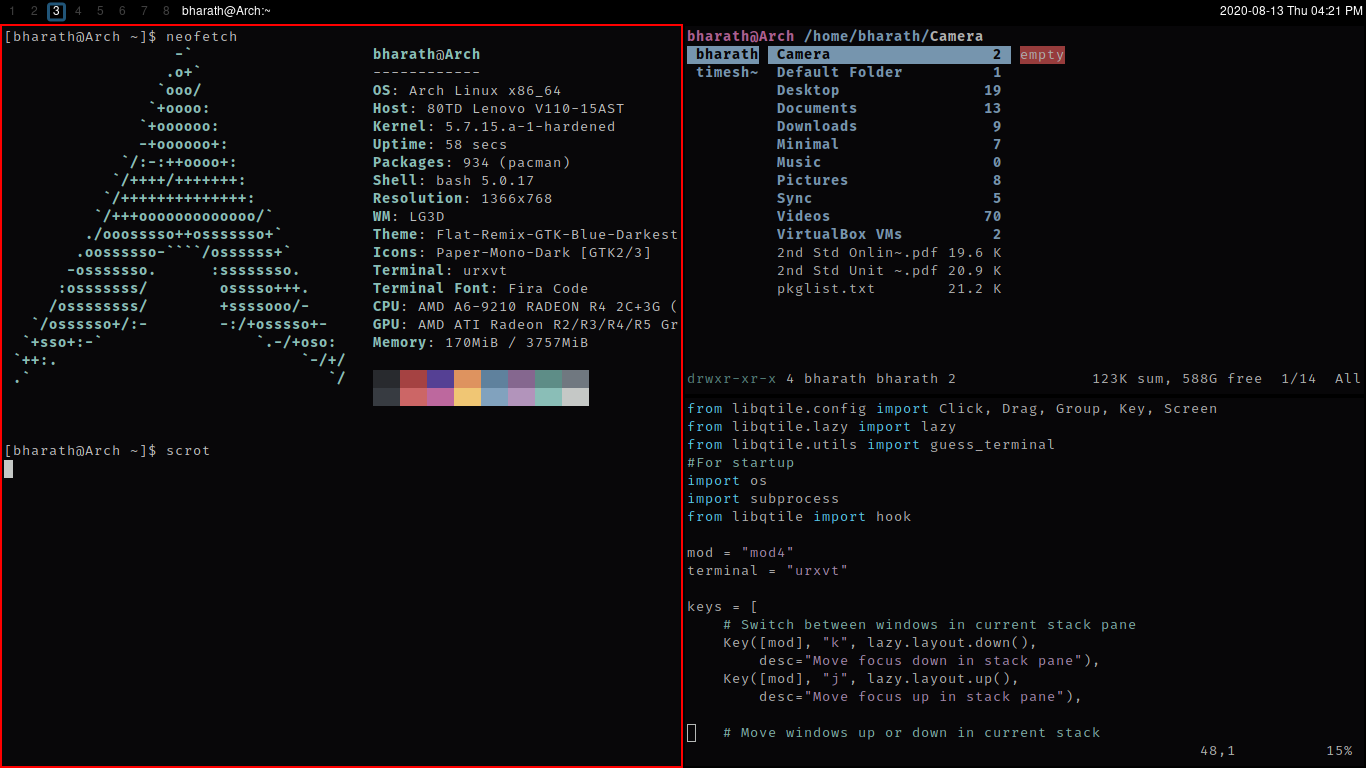 1 2 3 4 5 6 7 8 bharath@Arch:~ 2020-08-13 Thu 04:21 PM
[bharath@Arch ~]$ neofetch
                   -`
                  .o+`
                 `ooo/
                `+oooo:
               `+oooooo:
               -+oooooo+:
             `/:-:++oooo+:
            `/++++/+++++++:
           `/++++++++++++++:
          `/+++ooooooooooooo/`
         ./ooosssso++osssssso+`
        .oossssso-````/ossssss+`
       -osssssso.      :ssssssso.
      :osssssss/        osssso+++.
     /ossssssss/        +ssssooo/-
   `/ossssso+/:-        -:/+osssso+-
  `+sso+:-`                 `.-/+oso:
 `++:.                           `-/+/
 .`                                 `/
bharath@Arch
------------
OS: Arch Linux x86_64
Host: 80TD Lenovo V110-15AST
Kernel: 5.7.15.a-1-hardened
Uptime: 58 secs
Packages: 934 (pacman)
Shell: bash 5.0.17
Resolution: 1366x768
WM: LG3D
Theme: Flat-Remix-GTK-Blue-Darkest
Icons: Paper-Mono-Dark [GTK2/3]
Terminal: urxvt
Terminal Font: Fira Code
CPU: AMD A6-9210 RADEON R4 2C+3G (
GPU: AMD ATI Radeon R2/R3/R4/R5 Gr
Memory: 170MiB / 3757MiB
[bharath@Arch ~]$ scrot
bharath@Arch /home/bharath/Camera
bharath
timesh~
Camera 2
Default Folder 1
Desktop 19
Documents 13
Downloads 9
Minimal 7
Music 0
Pictures 8
Sync 5
Videos 70
VirtualBox VMs 2
2nd Std Onlin~.pdf 19.6 K
2nd Std Unit ~.pdf 20.9 K
pkglist.txt 21.2 K
empty
drwxr-xr-x 4 bharath bharath 2 123K sum, 588G free 1/14 All
from libqtile.config import Click, Drag, Group, Key, Screen
from libqtile.lazy import lazy
from libqtile.utils import guess_terminal
#For startup
import os
import subprocess
from libqtile import hook
mod = "mod4"
terminal = "urxvt"
keys = [
    # Switch between windows in current stack pane
    Key([mod], "k", lazy.layout.down(),
        desc="Move focus down in stack pane"),
    Key([mod], "j", lazy.layout.up(),
        desc="Move focus up in stack pane"),
    # Move windows up or down in current stack
48,1 15%